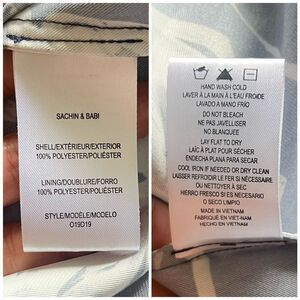 SACHIN & BABI
SHELL/EXTÉRIEUR/EXTERIOR
100% POLYESTER/POLIÉSTER
LINING/DOUBLURE/FORRO
100% POLYESTER/POLIÉSTER
STYLE/MODÈLE/MODELO
O19D19
HAND WASH COLD
LAVER À LA MAIN À L'EAU FROIDE
LAVADO A MANO FRÍO
DO NOT BLEACH
NE PAS JAVELLISER
NO BLANQUEE
LAY FLAT TO DRY
LAÍC À PLAT POUR SÉCHER
ENDECHA PLANA PARA SECAR
COOL IRON IF NEEDED OR DRY CLEAN
LAISSER REFROIDIR LE FER SI NÉCESSAIRE
OU NETTOYER À SEC
HIERRO FRESCO SI ES NECESARIO
O SECO LIMPIO
MADE IN VIETNAM
FABRIQUÉ EN VIET-NAM
HECHO EN VIETNAM